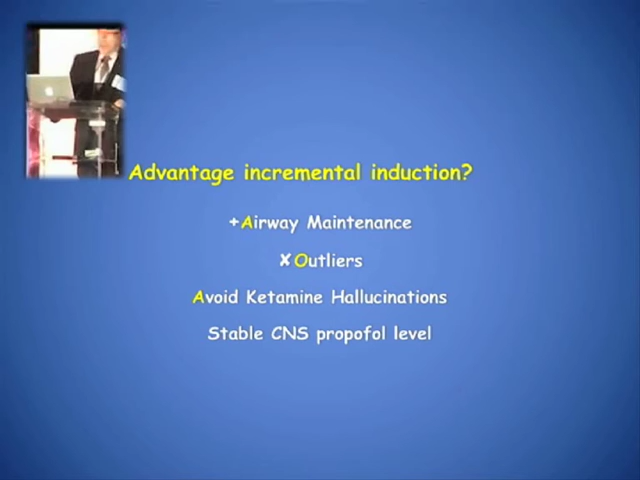 Advantage incremental induction?
+Airway Maintenance
✘Outliers
Avoid Ketamine Hallucinations
Stable CNS propofol level